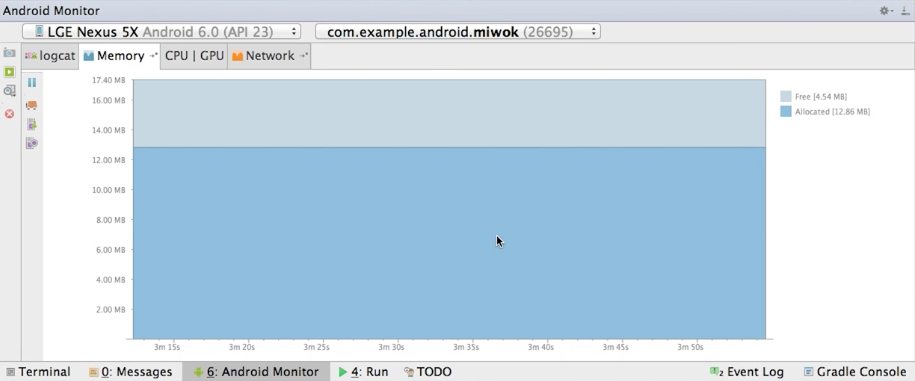 Android Monitor
LGE Nexus 5X Android 6.0 (API 23)
com.example.android.miwok (26695)
logcat
Memory
CPU | GPU
Network
17.40 MB
16.00 MB
14.00 MB
12.00 MB
10.00 MB
8.00 MB
6.00 MB
4.00 MB
2.00 MB
Free [4.54 MB]
Allocated [12.86 MB]
3m 15s
3m 20s
3m 25s
3m 30s
3m 35s
3m 40s
3m 45s
3m 50s
Terminal
0: Messages
6: Android Monitor
4: Run
TODO
2 Event Log
Gradle Console